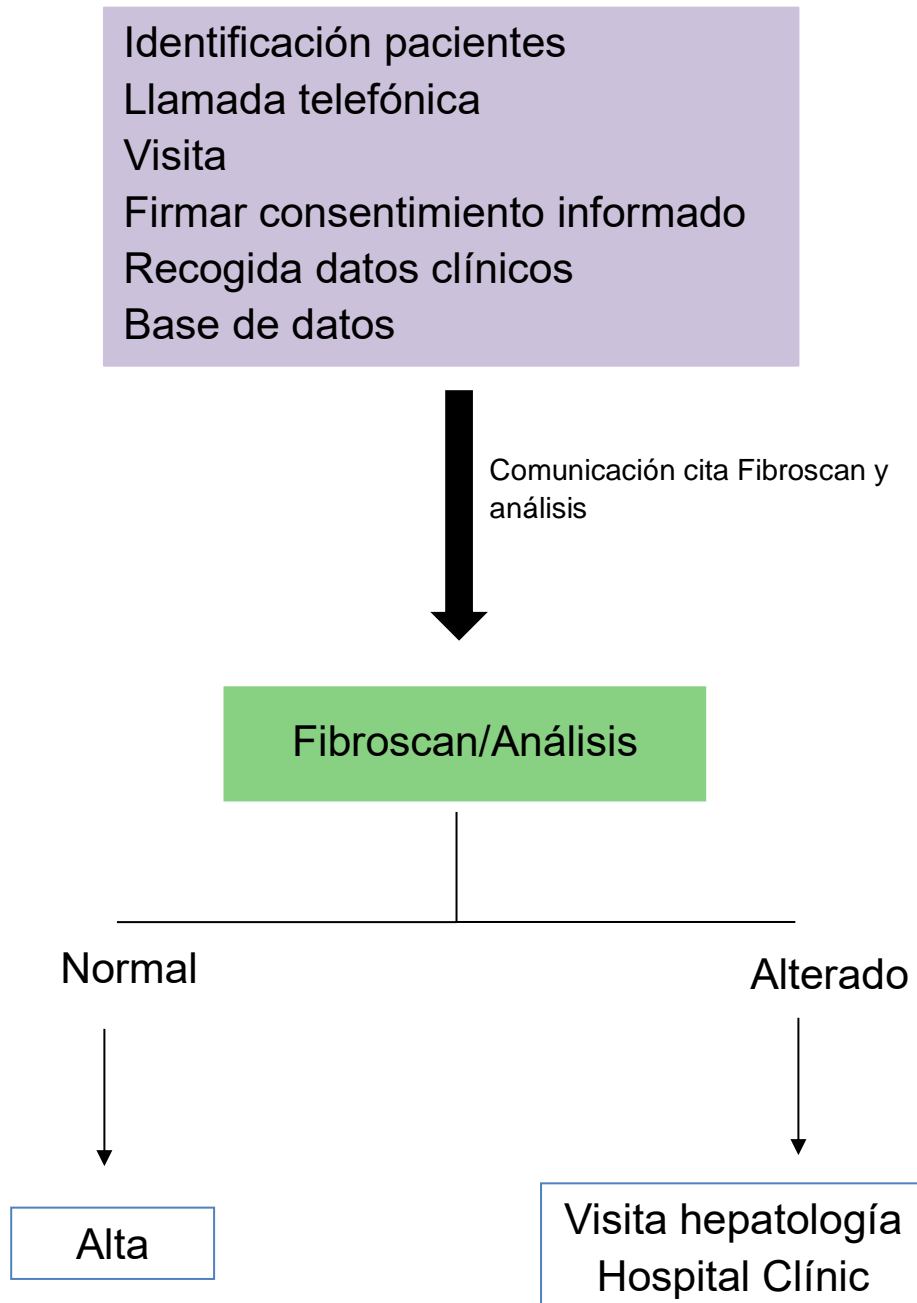 Identificación pacientes
Llamada telefónica
Visita
Firmar consentimiento informado
Recogida datos clínicos
Base de datos
Comunicación cita Fibroscan y
análisis
Fibroscan/Análisis
Normal
Alterado
Alta
Visita hepatología
Hospital Clínic